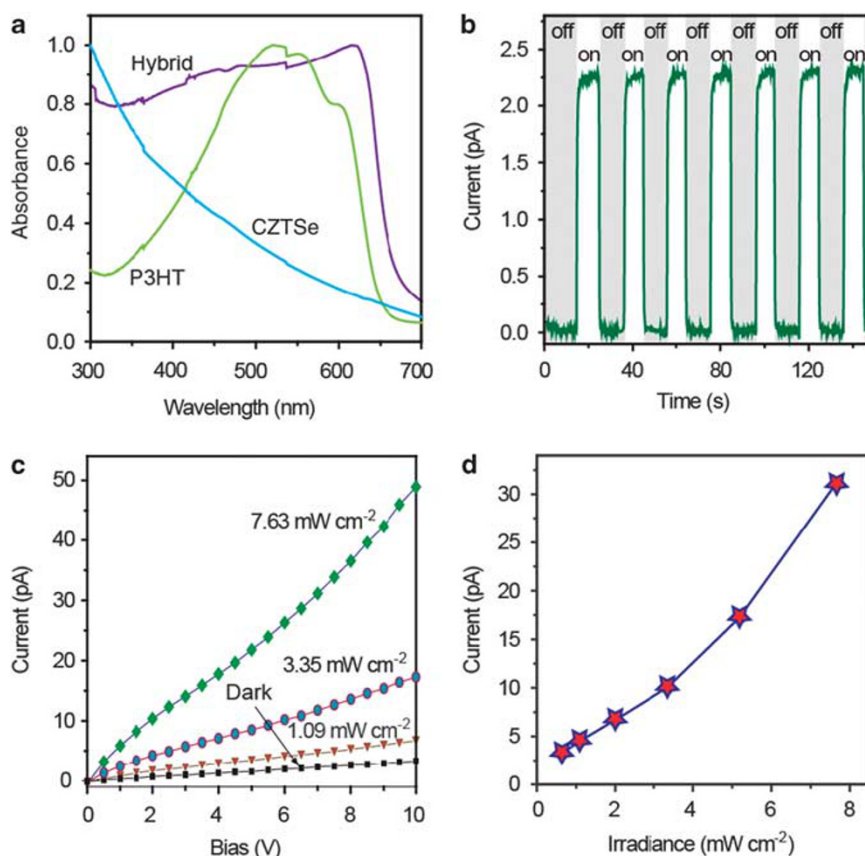 a
1.0
0.8
0.6
0.4
0.2
0.0
Absorbance
Hybrid
CZTSe
P3HT
300 400 500 600 700
Wavelength (nm)
b
off off off off off off off
on on on on on on on
2.5
2.0
1.5
1.0
0.5
0.0
Current (pA)
0 40 80 120
Time (s)
c
50
40
30
20
10
0
Current (pA)
7.63 mW cm⁻²
3.35 mW cm⁻²
Dark
1.09 mW cm⁻²
0 2 4 6 8 10
Bias (V)
d
30
25
20
15
10
5
0
Current (pA)
0 2 4 6 8
Irradiance (mW cm⁻²)